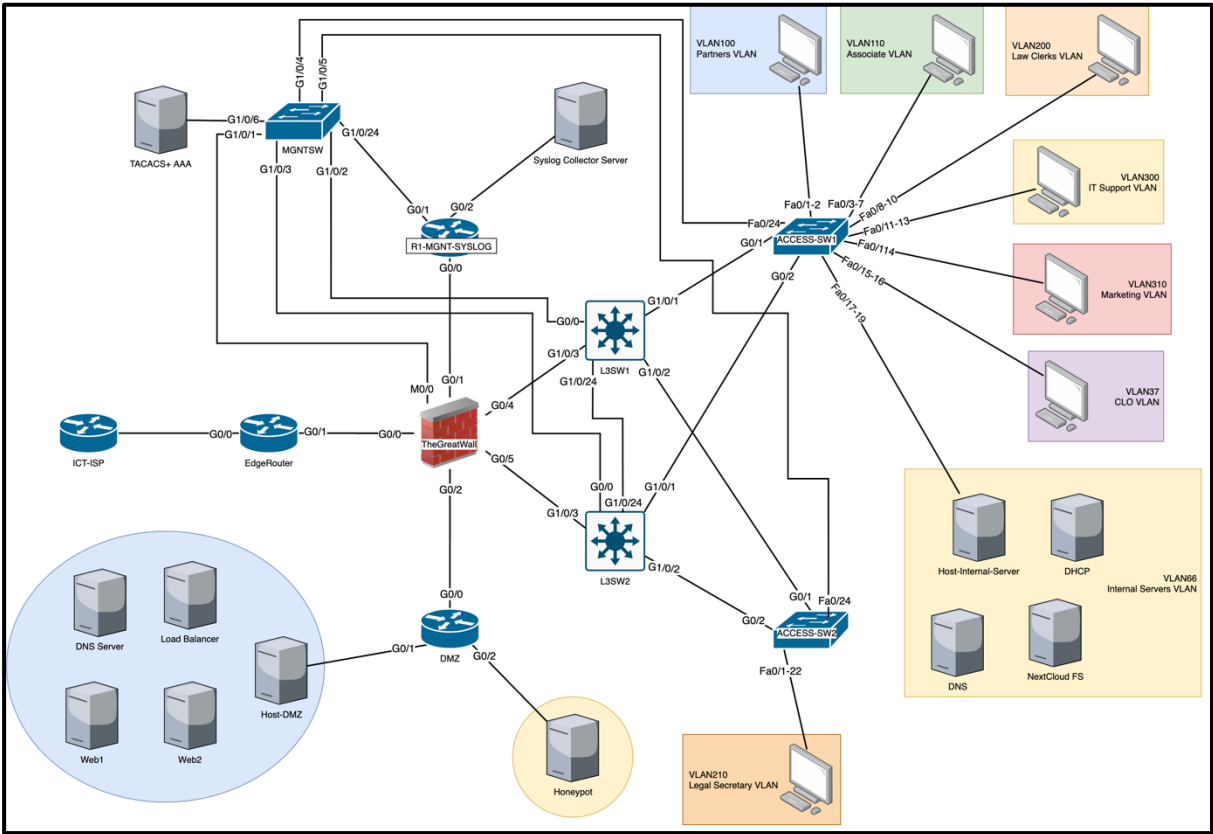 VLAN100
Partners VLAN
VLAN110
Associate VLAN
VLAN200
Law Clerks VLAN
G1/0/4
G1/0/5
G1/0/6
G1/0/1
G1/0/24
MGNTSW
TACACS+ AAA
G1/0/3
G1/0/2
Syslog Collector Server
VLAN300
IT Support VLAN
Fa0/1-2
Fa0/3-7
Fa0/8-10
Fa0/11-13
Fa0/114
Fa0/15-16
Fa0/17-19
Fa0/24
ACCESS-SW1
G0/1
G0/2
G0/1
G0/2
R1-MGNT-SYSLOG
G0/0
VLAN310
Marketing VLAN
G0/0
G1/0/1
G1/0/3
G1/0/2
L3SW1
G1/0/24
VLAN37
CLO VLAN
M0/0
G0/1
G0/4
TheGreatWall
G0/0
G0/5
G0/2
ICT-ISP
G0/0
EdgeRouter
G0/1
G0/0
G1/0/24
G1/0/1
G1/0/3
G1/0/2
L3SW2
Host-Internal-Server
DHCP
VLAN66
Internal Servers VLAN
DNS
NextCloud FS
G0/1
Fa0/24
G0/2
ACCESS-SW2
Fa0/1-22
G0/0
G0/1
G0/2
DMZ
DNS Server
Load Balancer
Host-DMZ
Web1
Web2
Honeypot
VLAN210
Legal Secretary VLAN